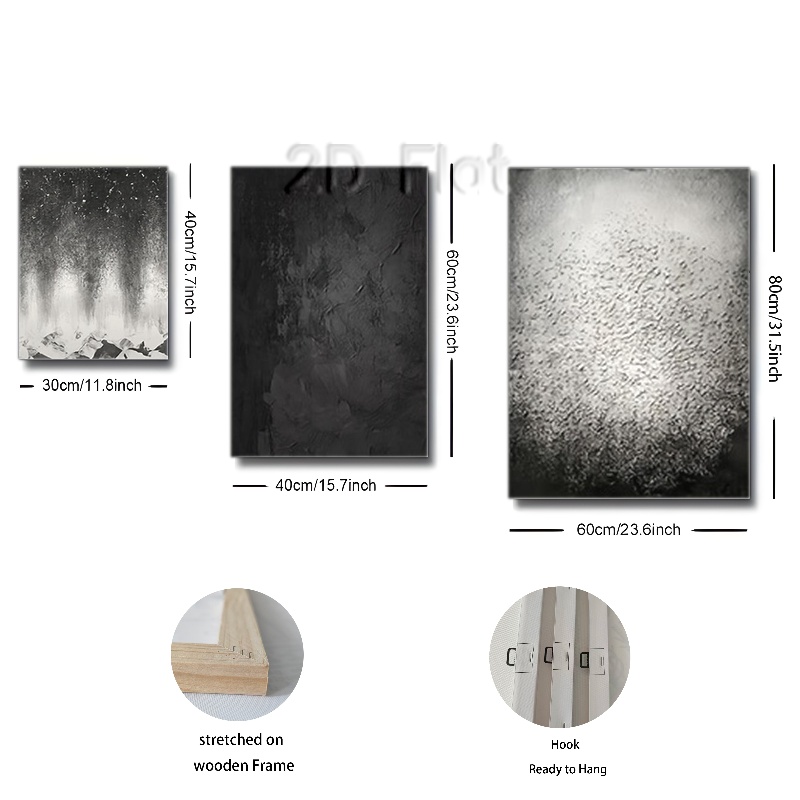 2D Flat
40cm/15.7inch
30cm/11.8inch
60cm/23.6inch
40cm/15.7inch
80cm/31.5inch
60cm/23.6inch
stretched on
wooden Frame
Hook
Ready to Hang